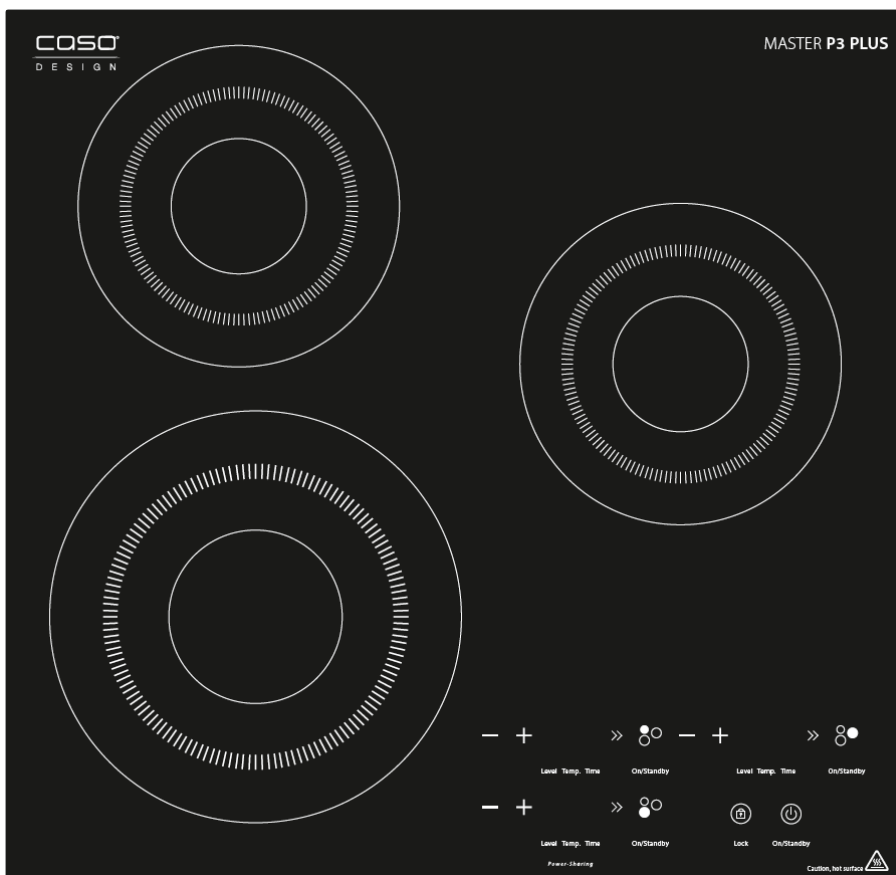 caso®
DESIGN
MASTER P3 PLUS
Level Temp. Time On/Standby Level Temp. Time On/Standby
Level Temp. Time On/Standby Lock On/Standby
Power-Sharing
Caution, hot surface